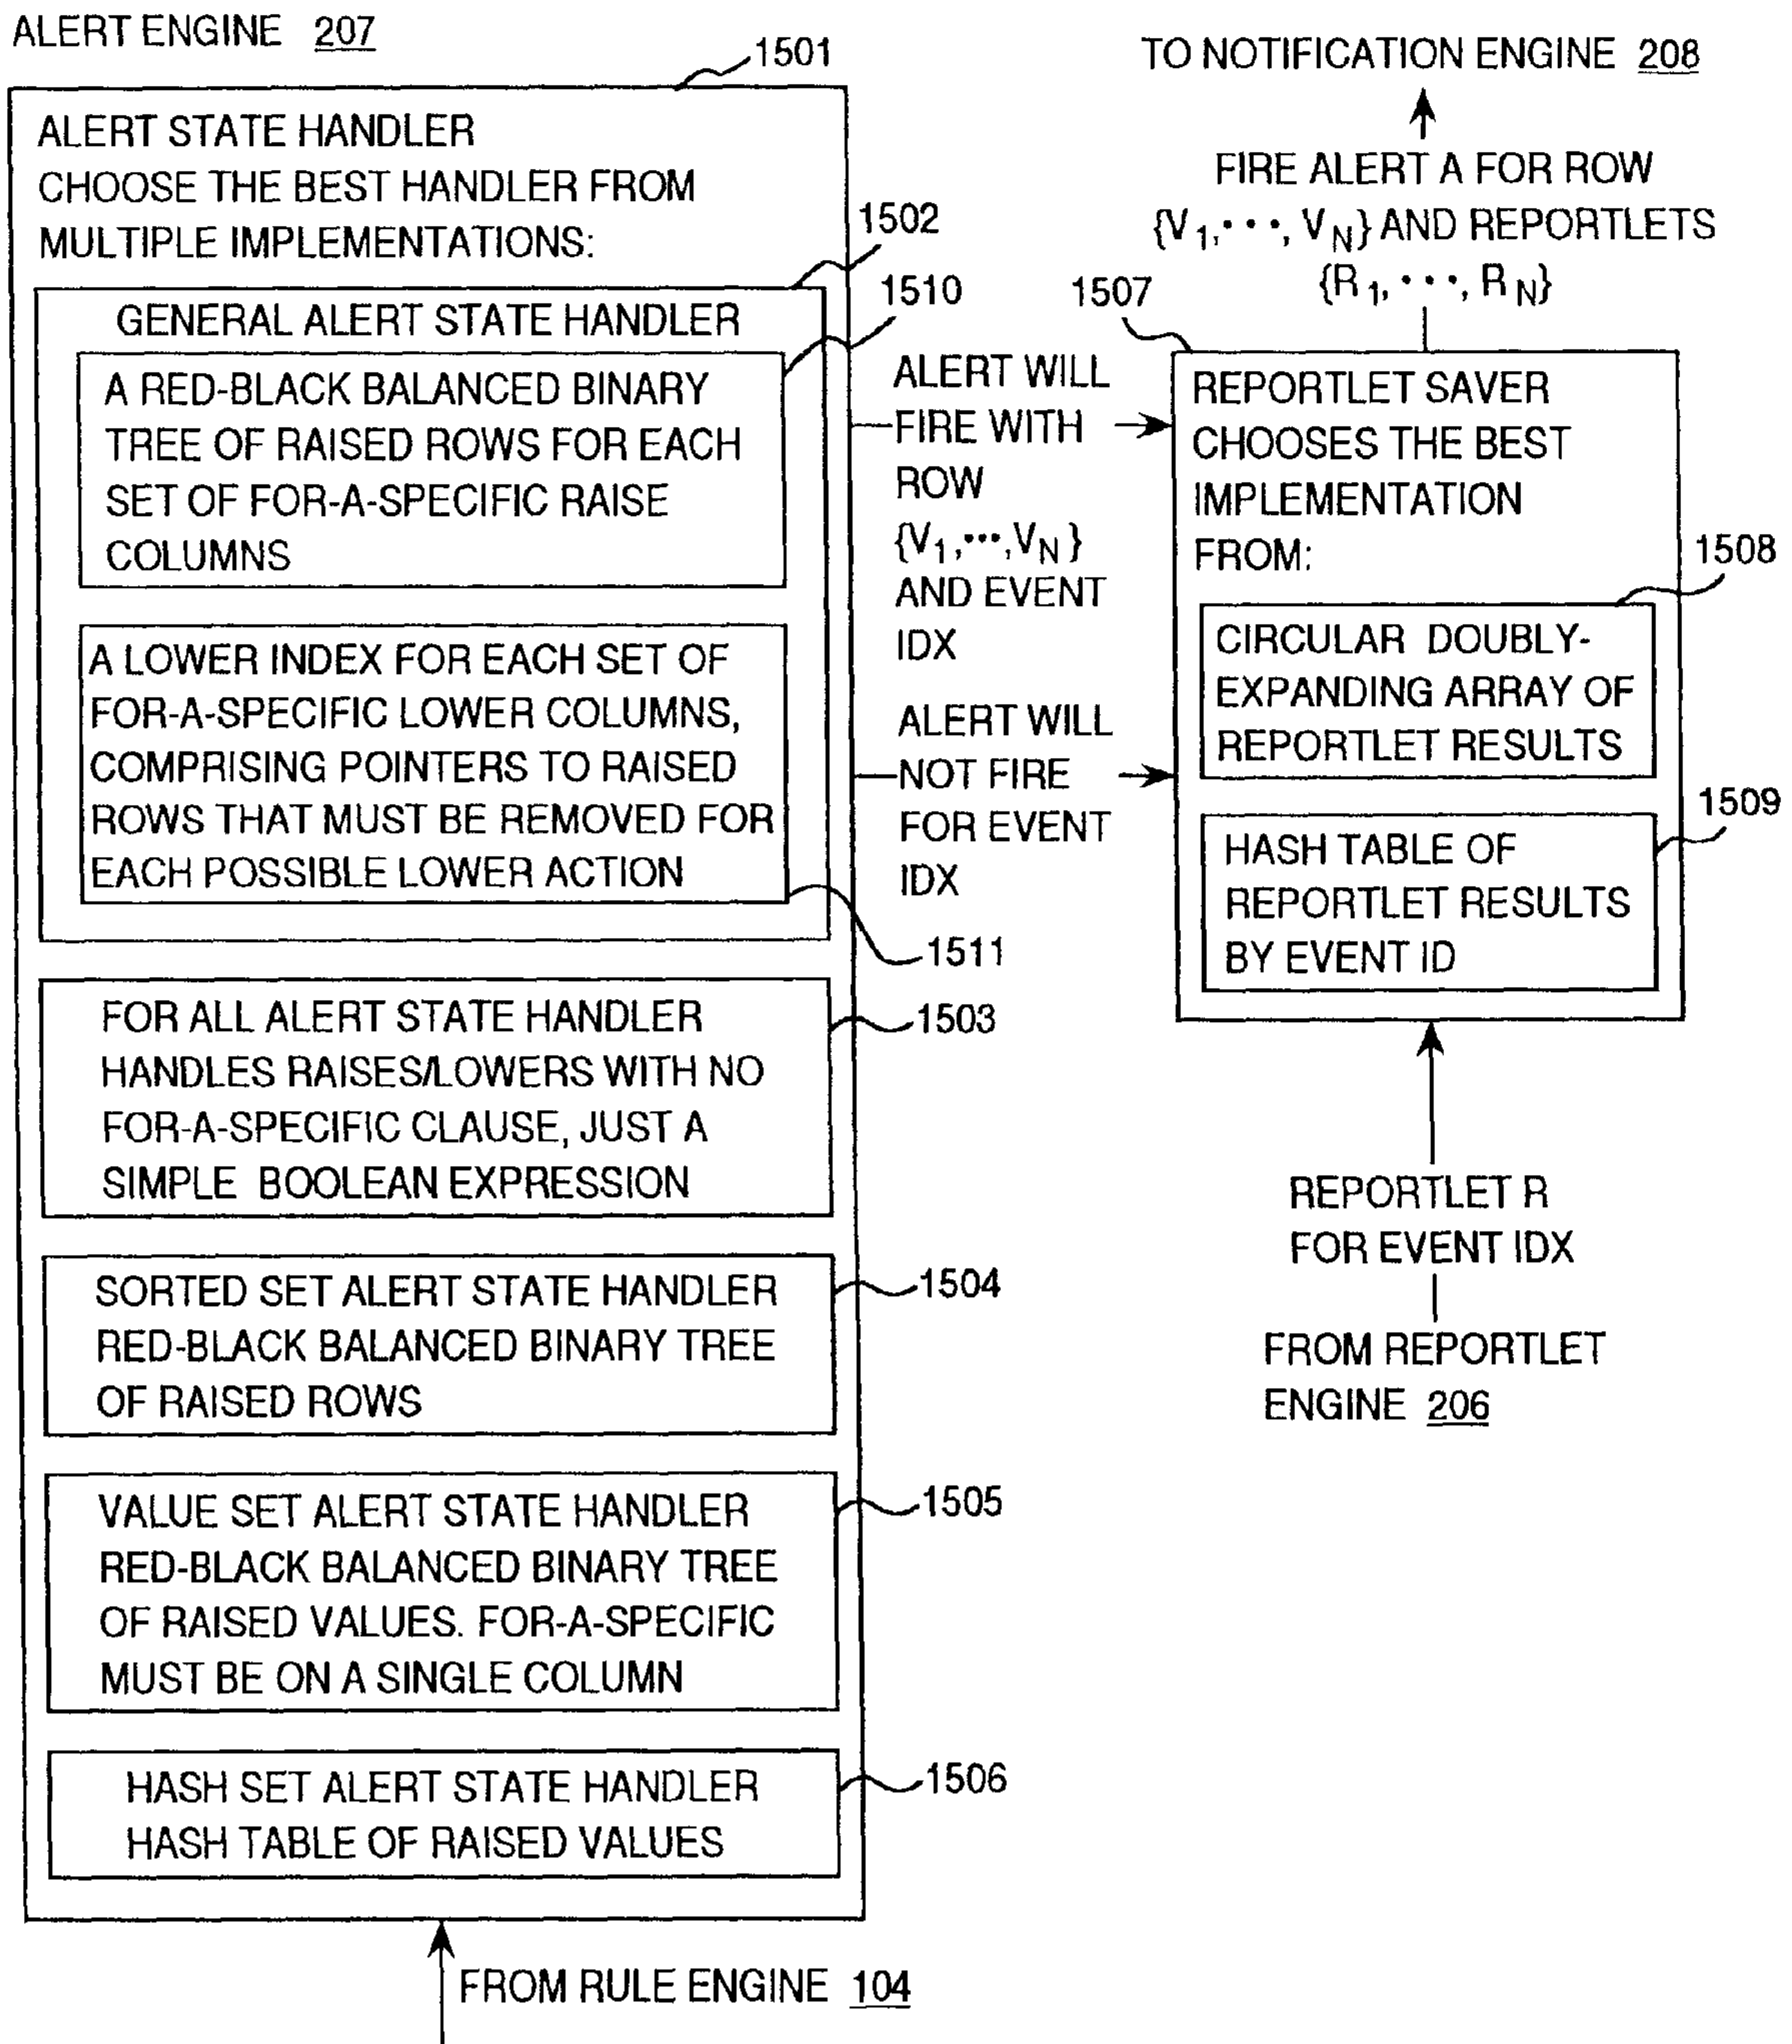 ALERT ENGINE 207
1501
ALERT STATE HANDLER
CHOOSE THE BEST HANDLER FROM
MULTIPLE IMPLEMENTATIONS:
1502
GENERAL ALERT STATE HANDLER
1510
A RED-BLACK BALANCED BINARY
TREE OF RAISED ROWS FOR EACH
SET OF FOR-A-SPECIFIC RAISE
COLUMNS
A LOWER INDEX FOR EACH SET OF
FOR-A-SPECIFIC LOWER COLUMNS,
COMPRISING POINTERS TO RAISED
ROWS THAT MUST BE REMOVED FOR
EACH POSSIBLE LOWER ACTION
1511
FOR ALL ALERT STATE HANDLER
HANDLES RAISES/LOWERS WITH NO
FOR-A-SPECIFIC CLAUSE, JUST A
SIMPLE BOOLEAN EXPRESSION
1503
SORTED SET ALERT STATE HANDLER
RED-BLACK BALANCED BINARY TREE
OF RAISED ROWS
1504
VALUE SET ALERT STATE HANDLER
RED-BLACK BALANCED BINARY TREE
OF RAISED VALUES. FOR-A-SPECIFIC
MUST BE ON A SINGLE COLUMN
1505
HASH SET ALERT STATE HANDLER
HASH TABLE OF RAISED VALUES
1506
FROM RULE ENGINE 104
ALERT WILL
FIRE WITH
ROW
{V1,•••,VN}
AND EVENT
IDX
ALERT WILL
NOT FIRE
FOR EVENT
IDX
TO NOTIFICATION ENGINE 208
FIRE ALERT A FOR ROW
{V1,•••, VN} AND REPORTLETS
{R1, •••, RN}
1507
REPORTLET SAVER
CHOOSES THE BEST
IMPLEMENTATION
FROM:
1508
CIRCULAR DOUBLY-
EXPANDING ARRAY OF
REPORTLET RESULTS
1509
HASH TABLE OF
REPORTLET RESULTS
BY EVENT ID
REPORTLET R
FOR EVENT IDX
FROM REPORTLET
ENGINE 206